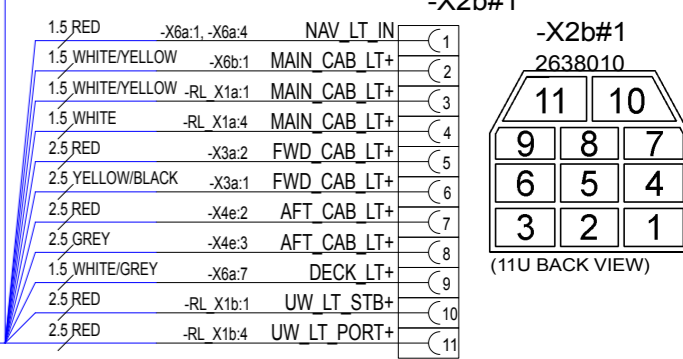 -X2b#1
1.5 RED -X6a:1, -X6a:4 NAV_LT_IN 1
1.5 WHITE/YELLOW -X6b:1 MAIN_CAB_LT+ 2
1.5 WHITE/YELLOW -RL_X1a:1 MAIN_CAB_LT+ 3
1.5 WHITE -RL_X1a:4 MAIN_CAB_LT+ 4
2.5 RED -X3a:2 FWD_CAB_LT+ 5
2.5 YELLOW/BLACK -X3a:1 FWD_CAB_LT+ 6
2.5 RED -X4e:2 AFT_CAB_LT+ 7
2.5 GREY -X4e:3 AFT_CAB_LT+ 8
1.5 WHITE/GREY -X6a:7 DECK_LT+ 9
2.5 RED -RL_X1b:1 UW_LT_STB+ 10
2.5 RED -RL_X1b:4 UW_LT_PORT+ 11
-X2b#1
2638010
11 10
9 8 7
6 5 4
3 2 1
(11U BACK VIEW)